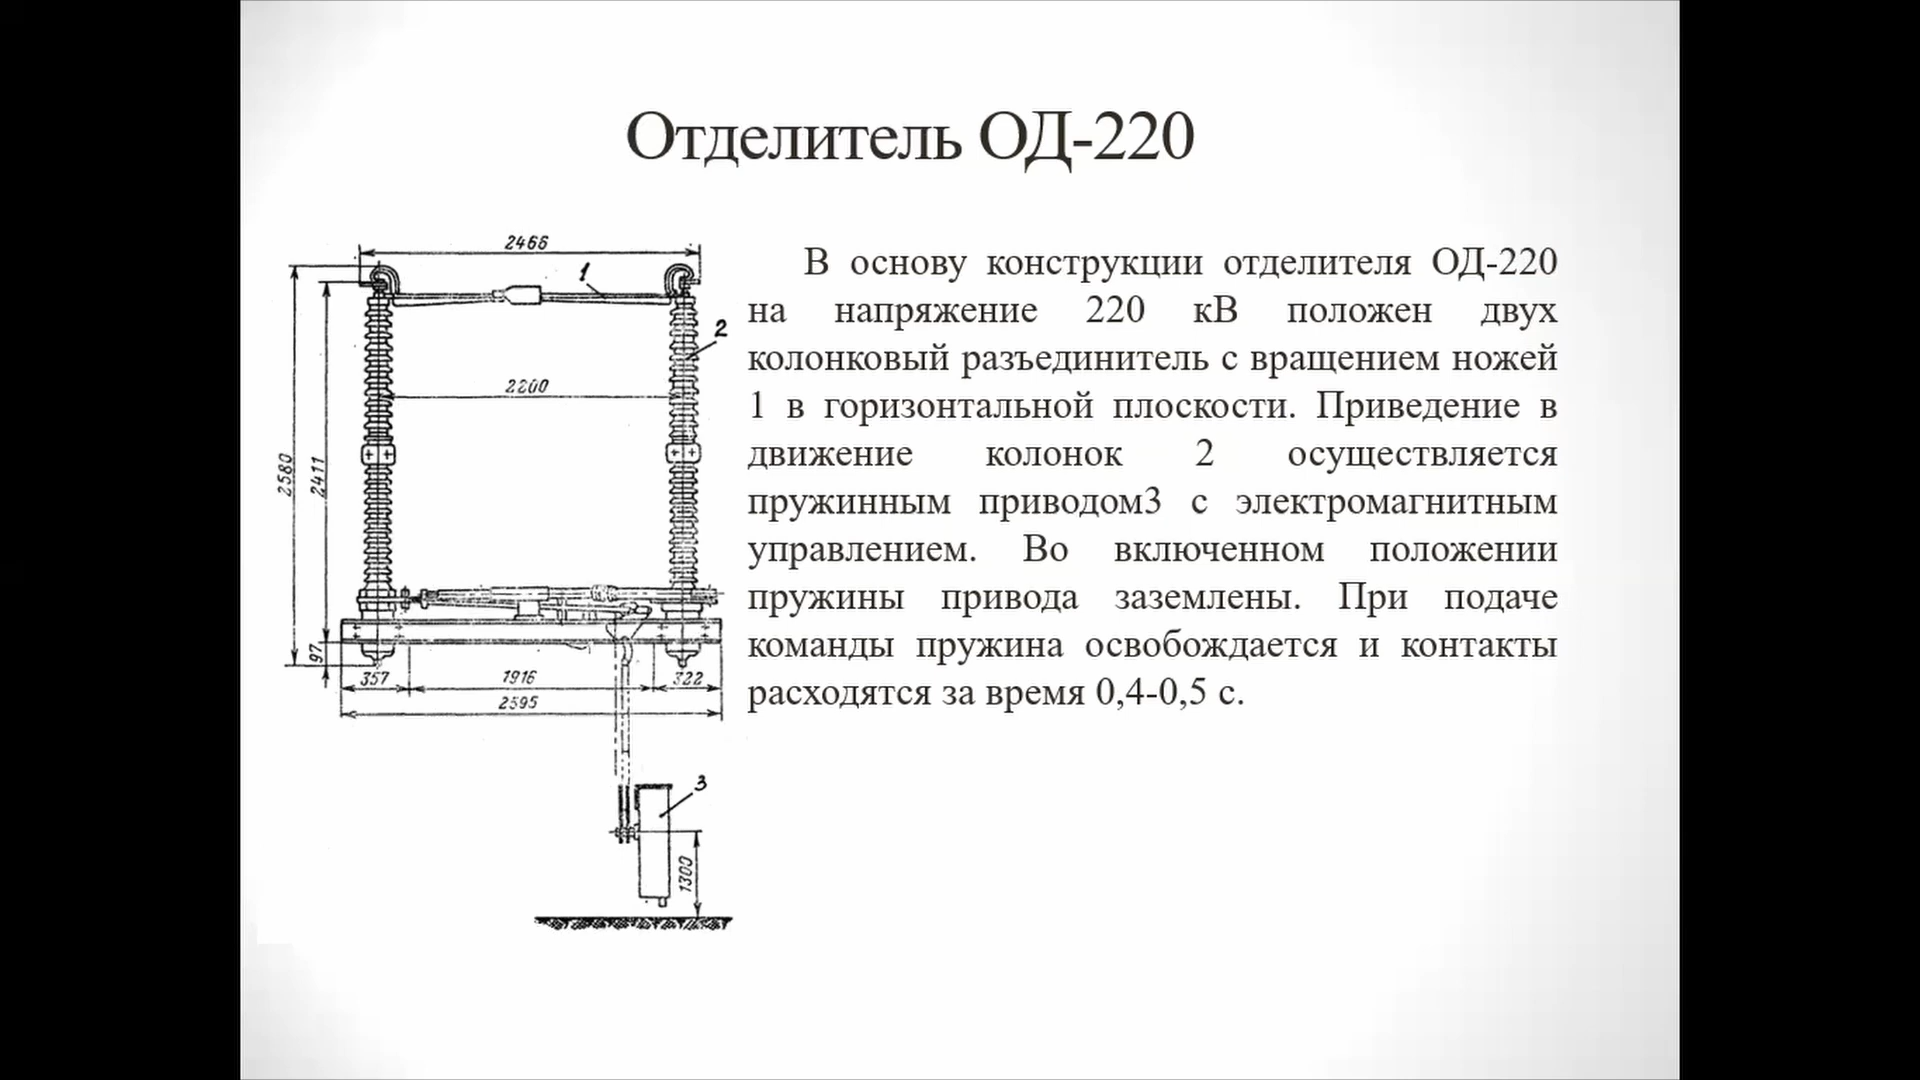 Отделитель ОД-220
2466
1
2
2200
2580
2411
97
357
1916
322
2595
3
1300
В основу конструкции отделителя ОД-220
на напряжение 220 кВ положен двух
колонковый разъединитель с вращением ножей
1 в горизонтальной плоскости. Приведение в
движение колонок 2 осуществляется
пружинным приводом3 с электромагнитным
управлением. Во включенном положении
пружины привода заземлены. При подаче
команды пружина освобождается и контакты
расходятся за время 0,4-0,5 с.